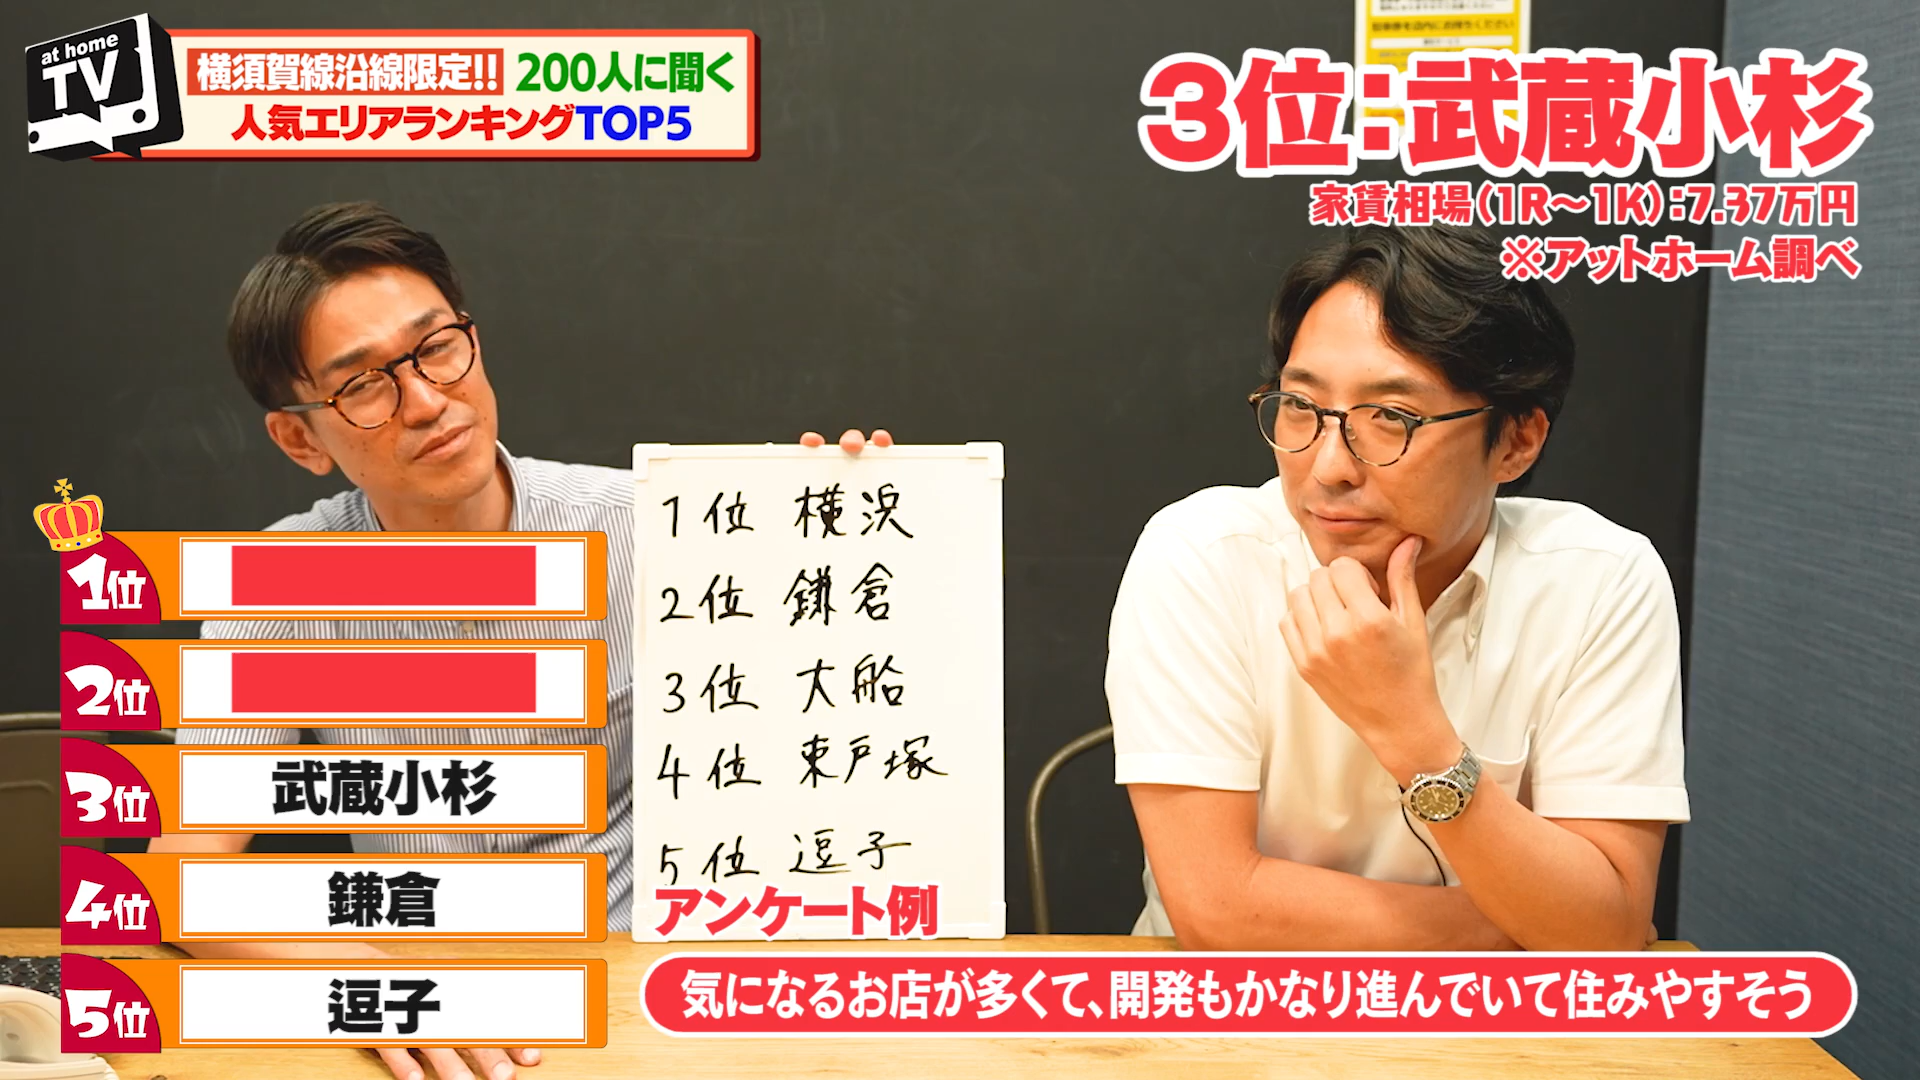 at home
TV
横須賀線沿線限定!! 200人に聞く
人気エリアランキングTOP5
3位：武蔵小杉
家賃相場（1R～1K）：7.37万円
※アットホーム調べ
1位 横浜
2位 鎌倉
3位 大船
4位 東戸塚
5位 逗子
アンケート例
1位
2位
3位 武蔵小杉
4位 鎌倉
5位 逗子
気になるお店が多くて、開発もかなり進んでいて住みやすそう